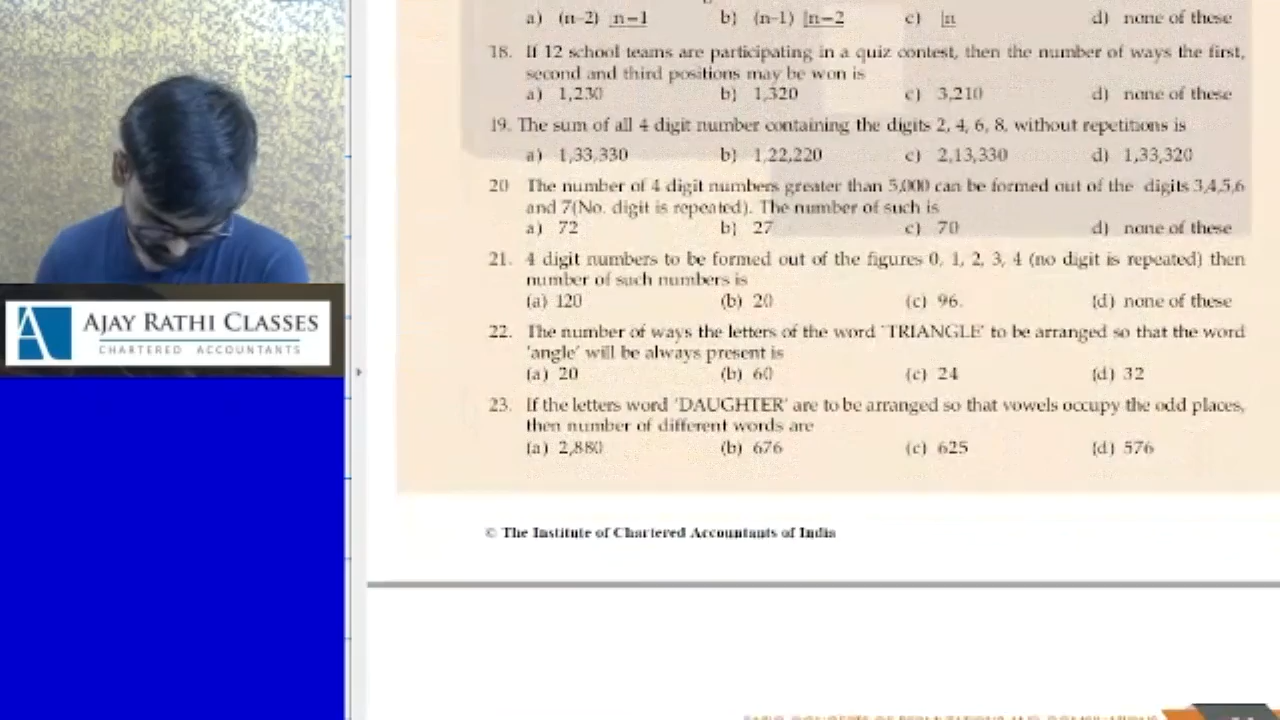 a) (n–2) |n–1 b) (n–1) |n–2 c) |n d) none of these
18. If 12 school teams are participating in a quiz contest, then the number of ways the first,
second and third positions may be won is
a) 1,230 b) 1,320 c) 3,210 d) none of these
19. The sum of all 4 digit number containing the digits 2, 4, 6, 8, without repetitions is
a) 1,33,330 b) 1,22,220 c) 2,13,330 d) 1,33,320
20 The number of 4 digit numbers greater than 5,000 can be formed out of the digits 3,4,5,6
and 7(No. digit is repeated). The number of such is
a) 72 b) 27 c) 70 d) none of these
21. 4 digit numbers to be formed out of the figures 0, 1, 2, 3, 4 (no digit is repeated) then
number of such numbers is
(a) 120 (b) 20 (c) 96. (d) none of these
22. The number of ways the letters of the word 'TRIANGLE' to be arranged so that the word
'angle' will be always present is
(a) 20 (b) 60 (c) 24 (d) 32
23. If the letters word 'DAUGHTER' are to be arranged so that vowels occupy the odd places,
then number of different words are
(a) 2,880 (b) 676 (c) 625 (d) 576
© The Institute of Chartered Accountants of India
AJAY RATHI CLASSES
CHARTERED ACCOUNTANTS